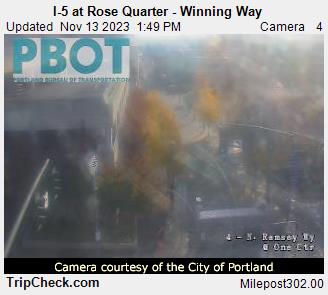 I-5 at Rose Quarter - Winning Way
Updated Nov 13 2023 1:49 PM Camera 4
PBOT
PORTLAND BUREAU OF TRANSPORTATION
4 - N. Ramsay Wy
@ One Ctr
Camera courtesy of the City of Portland
TripCheck.com Milepost302.00